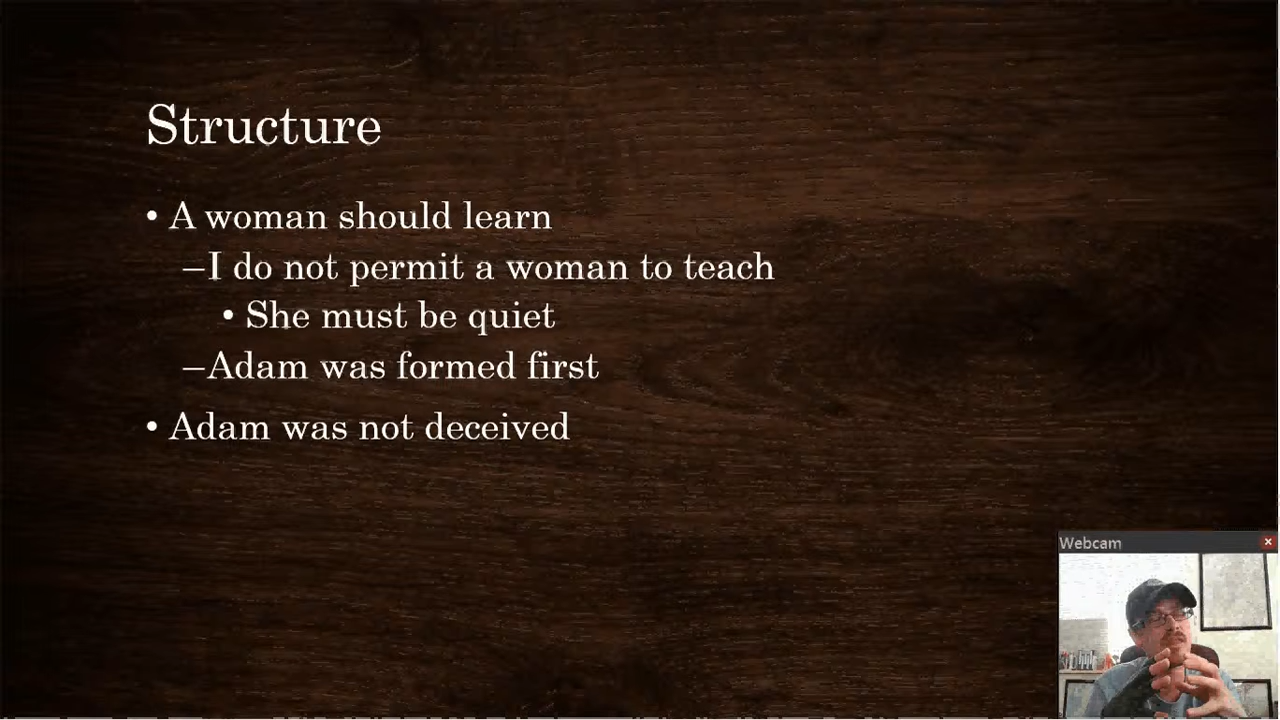 Structure
• A woman should learn
–I do not permit a woman to teach
• She must be quiet
–Adam was formed first
• Adam was not deceived
Webcam